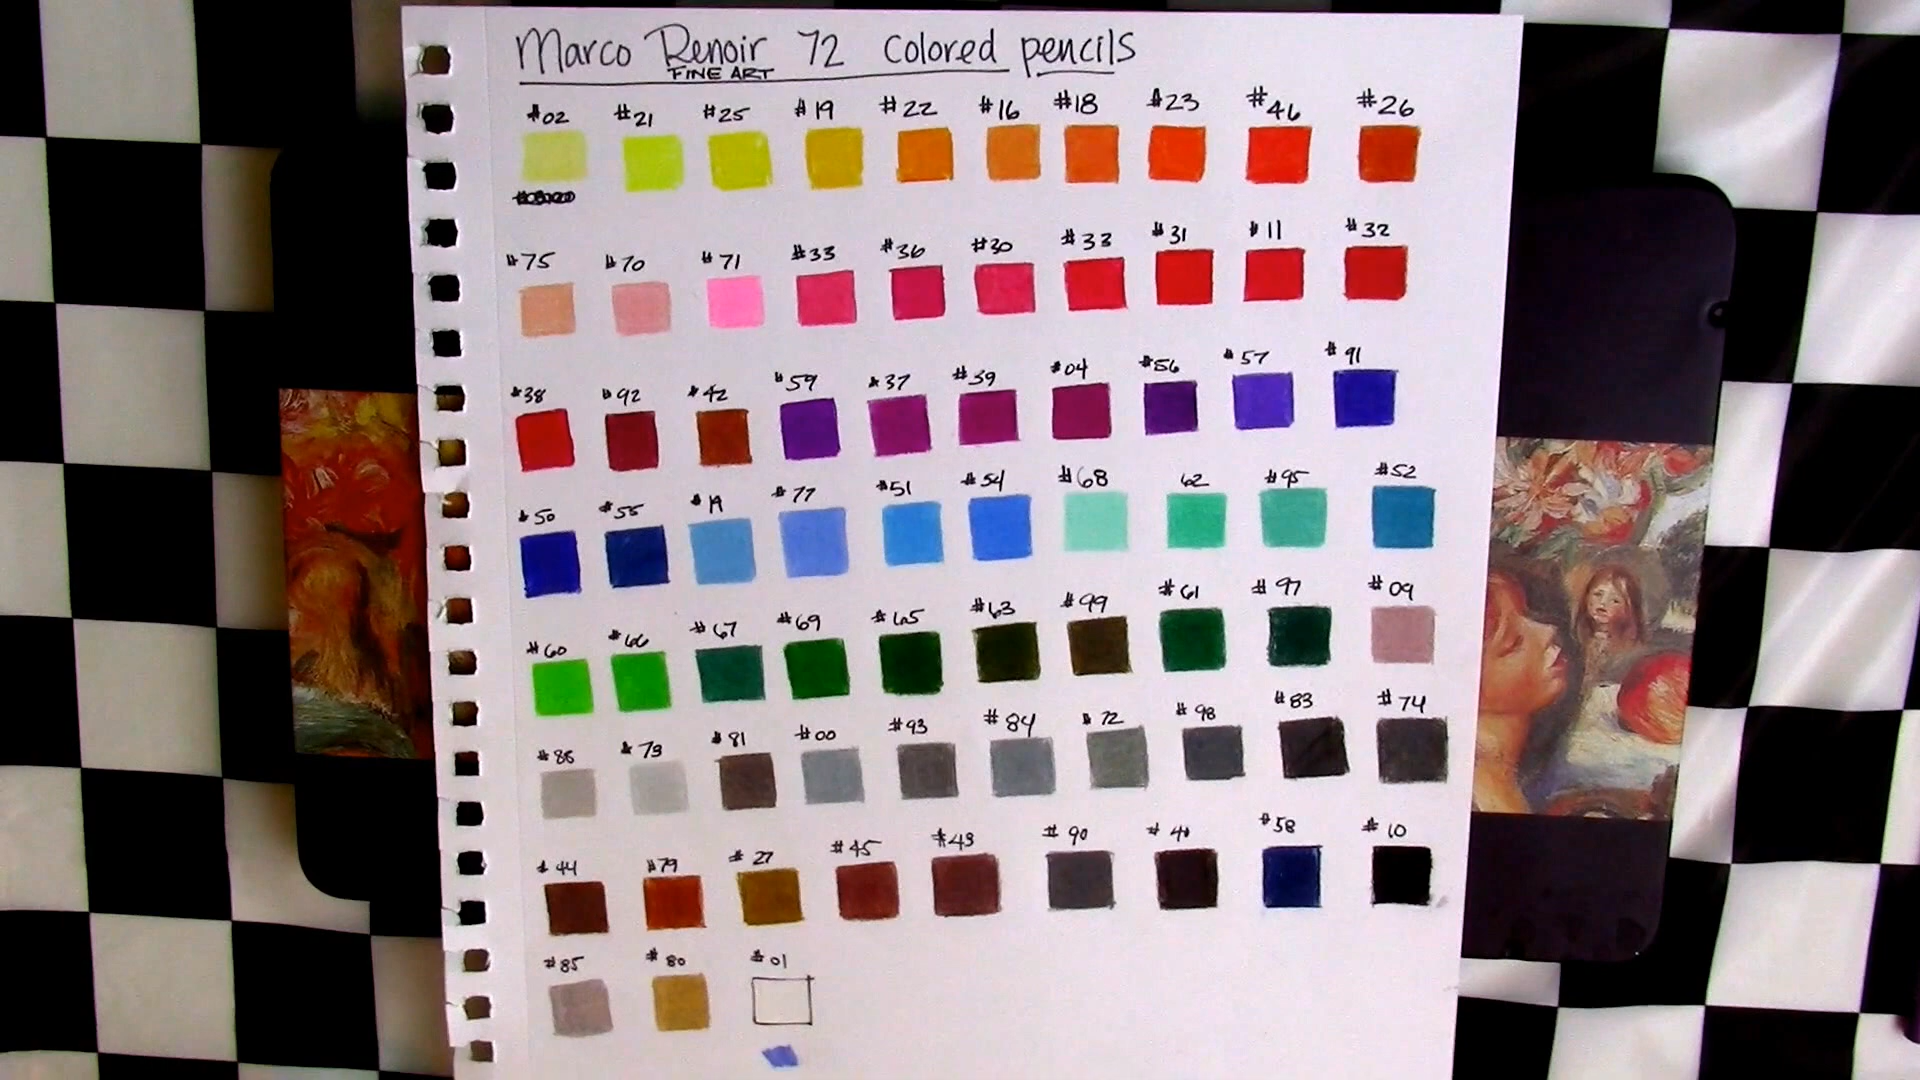 Marco Renoir 72 Colored pencils
FINE ART
#02 #21 #25 #19 #22 #16 #18 #23 #46 #26
#75 #70 #71 #33 #36 #30 #33 #31 #11 #32
#38 #92 #42 #59 #37 #39 #04 #56 #57 #91
#50 #55 #19 #77 #51 #54 #68 62 #95 #52
#60 #66 #67 #69 #65 #63 #99 #61 #97 #09
#86 #73 #81 #00 #93 #84 #72 #98 #83 #74
#44 #79 #27 #45 #43 #90 #40 #58 #10
#85 #80 #01